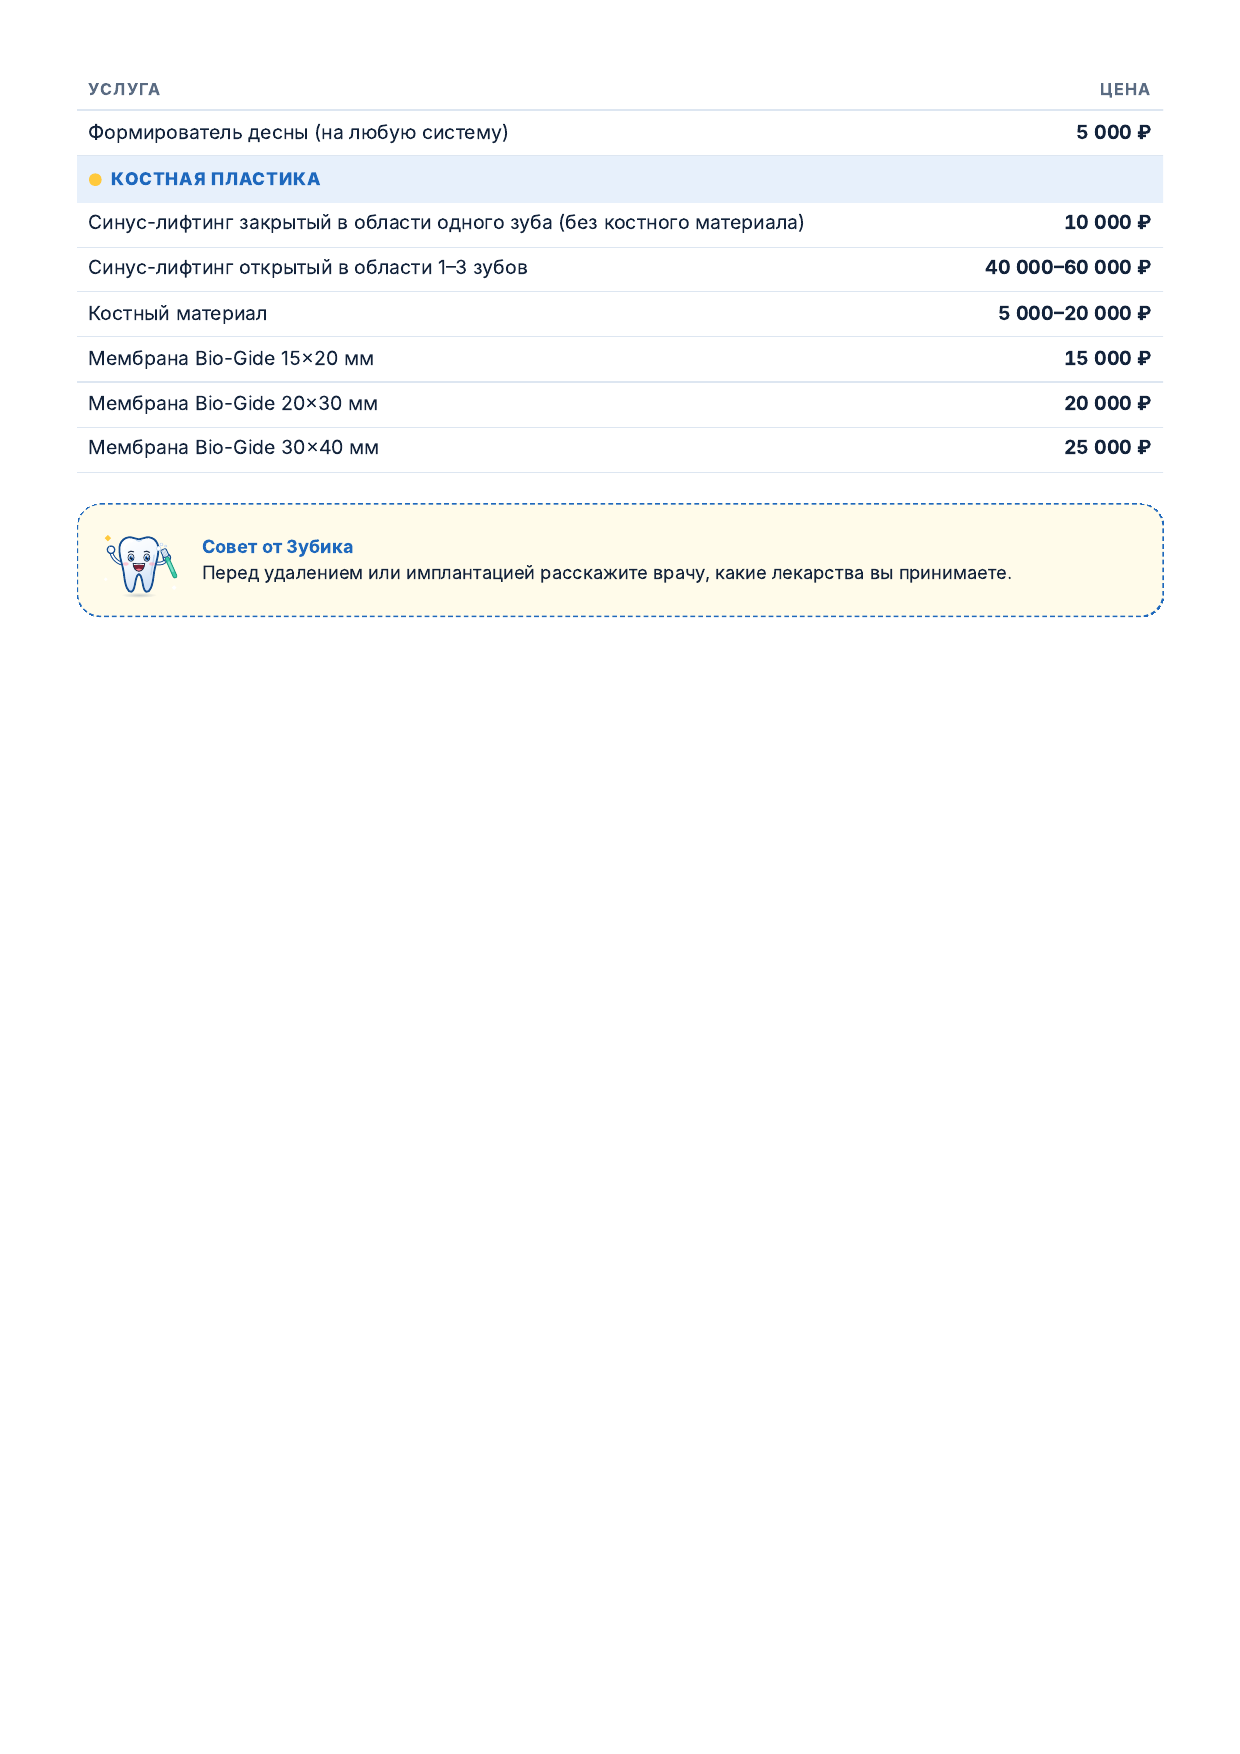 УСЛУГА ЦЕНА
Формирователь десны (на любую систему) 5 000 ₽
КОСТНАЯ ПЛАСТИКА
Синус-лифтинг закрытый в области одного зуба (без костного материала) 10 000 ₽
Синус-лифтинг открытый в области 1–3 зубов 40 000–60 000 ₽
Костный материал 5 000–20 000 ₽
Мембрана Bio-Gide 15×20 мм 15 000 ₽
Мембрана Bio-Gide 20×30 мм 20 000 ₽
Мембрана Bio-Gide 30×40 мм 25 000 ₽
Совет от Зубика
Перед удалением или имплантацией расскажите врачу, какие лекарства вы принимаете.